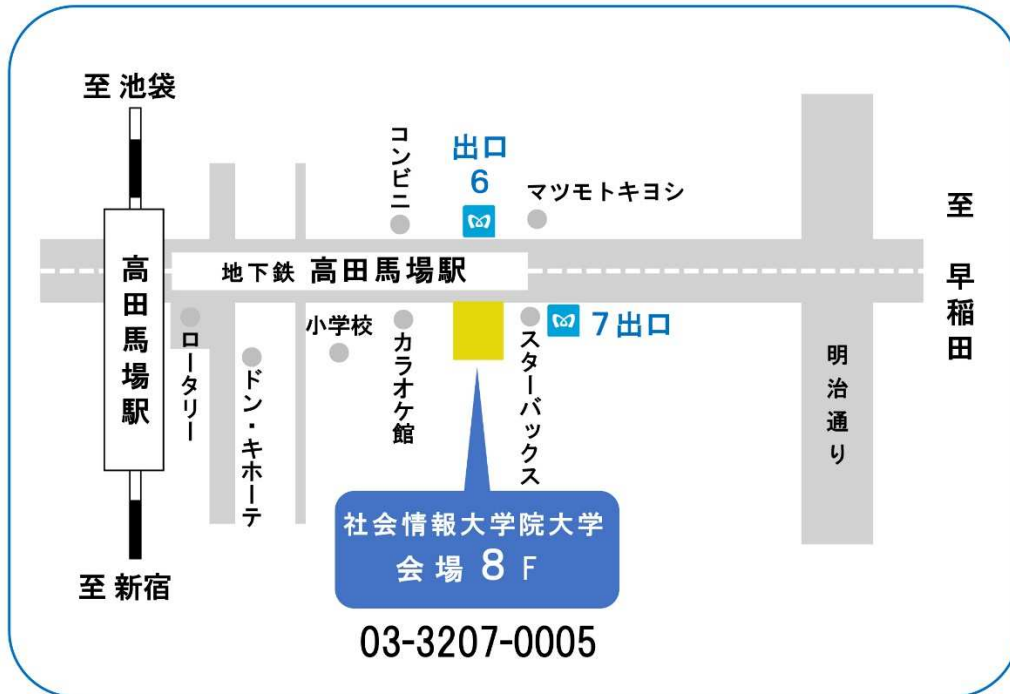 至 池袋
コンビニ
出口
6
マツモトキヨシ
至 早稲田
高田馬場駅
地下鉄 高田馬場駅
ロータリー
ドン・キホーテ
小学校
カラオケ館
スターバックス
7出口
明治通り
社会情報大学院大学
会場 8 F
至 新宿
03-3207-0005